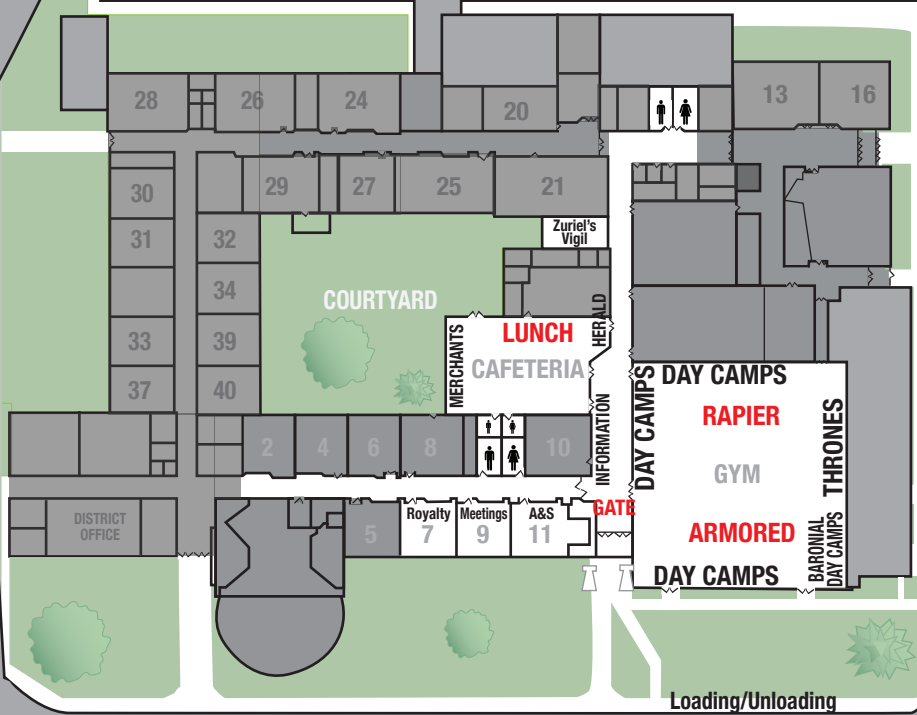 28
26
24
20
13
16
30
29
27
25
21
31
32
Zuriel's
Vigil
34
COURTYARD
33
39
MERCHANTS
LUNCH
CAFETERIA
HERALD
37
40
DAY CAMPS
DAY CAMPS
RAPIER
GYM
ARMORED
THRONES
BARONIAL
DAY CAMPS
DAY CAMPS
2
4
6
8
10
INFORMATION
GATE
DISTRICT
OFFICE
5
Royalty
7
Meetings
9
A&S
11
Loading/Unloading